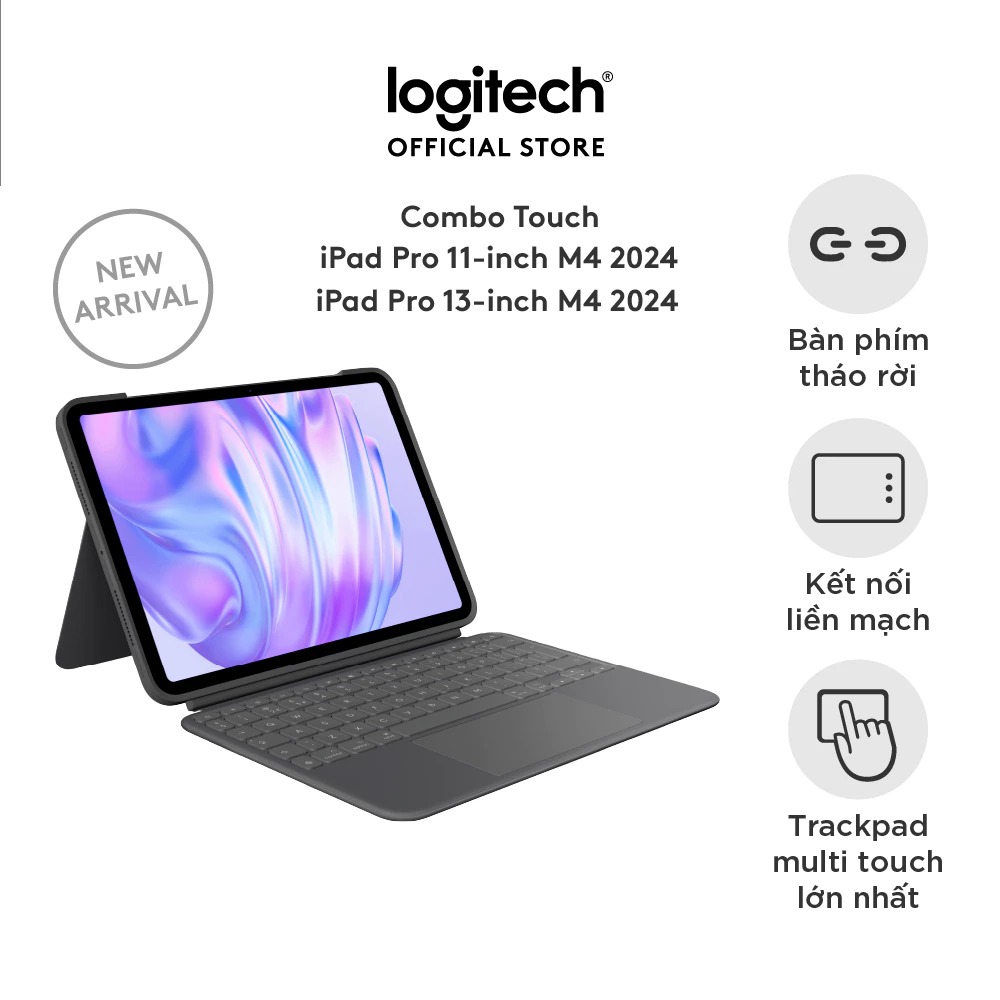 logitech®
OFFICIAL STORE
Combo Touch
iPad Pro 11-inch M4 2024
iPad Pro 13-inch M4 2024
NEW
ARRIVAL
Bàn phím
tháo rời
Kết nối
liền mạch
Trackpad
multi touch
lớn nhất